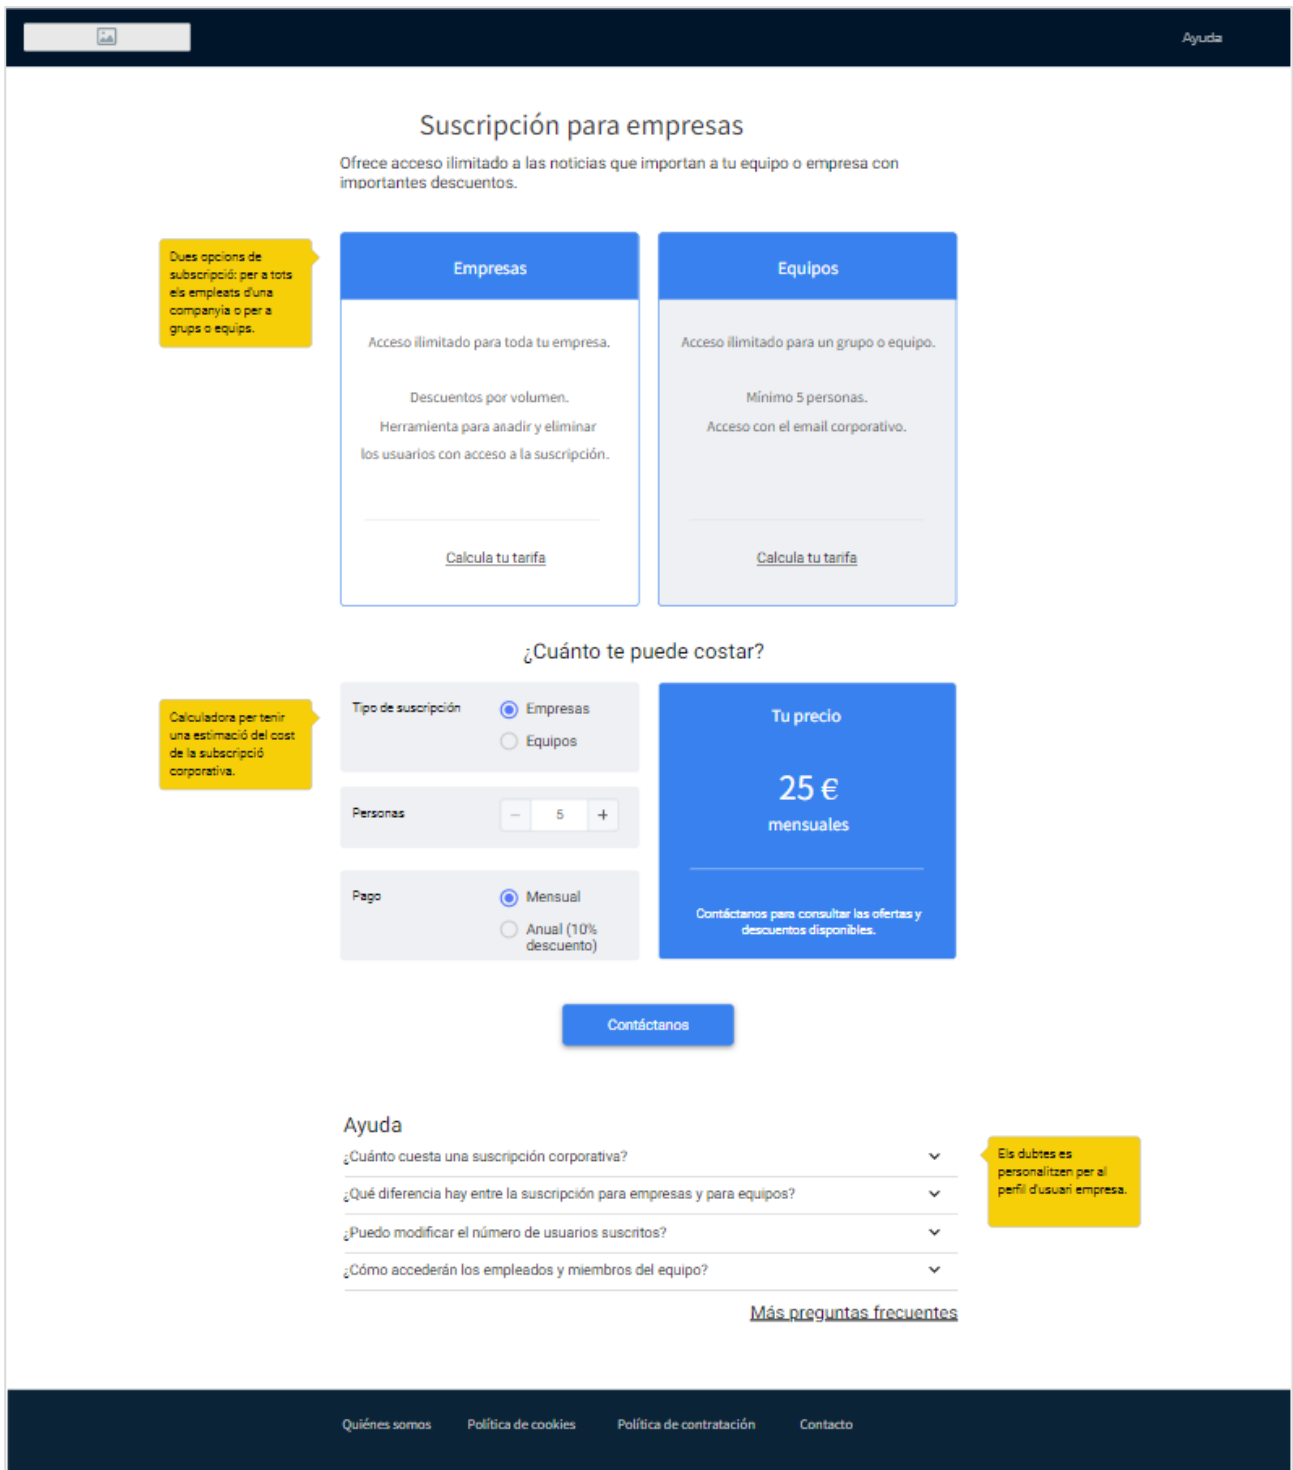 Ayuda
Suscripción para empresas
Ofrece acceso ilimitado a las noticias que importan a tu equipo o empresa con
importantes descuentos.
Dues opcions de
subscripció: per a tots
els empleats d'una
companyia o per a
grups o equips.
Empresas
Acceso ilimitado para toda tu empresa.
Descuentos por volumen.
Herramienta para anadir y eliminar
los usuarios con acceso a la suscripción.
Calcula tu tarifa
Equipos
Acceso ilimitado para un grupo o equipo.
Mínimo 5 personas.
Acceso con el email corporativo.
Calcula tu tarifa
¿Cuánto te puede costar?
Calculadora per tenir
una estimació del cost
de la subscripció
corporativa.
Tipo de suscripción
Empresas
Equipos
Personas
– 5 +
Pago
Mensual
Anual (10%
descuento)
Tu precio
25 €
mensuales
Contáctanos para consultar las ofertas y
descuentos disponibles.
Contáctanos
Ayuda
¿Cuánto cuesta una suscripción corporativa?
¿Qué diferencia hay entre la suscripción para empresas y para equipos?
¿Puedo modificar el número de usuarios suscritos?
¿Cómo accederán los empleados y miembros del equipo?
Más preguntas frecuentes
Els dubtes es
personalitzen per al
perfil d'usuari empresa.
Quiénes somos
Política de cookies
Política de contratación
Contacto